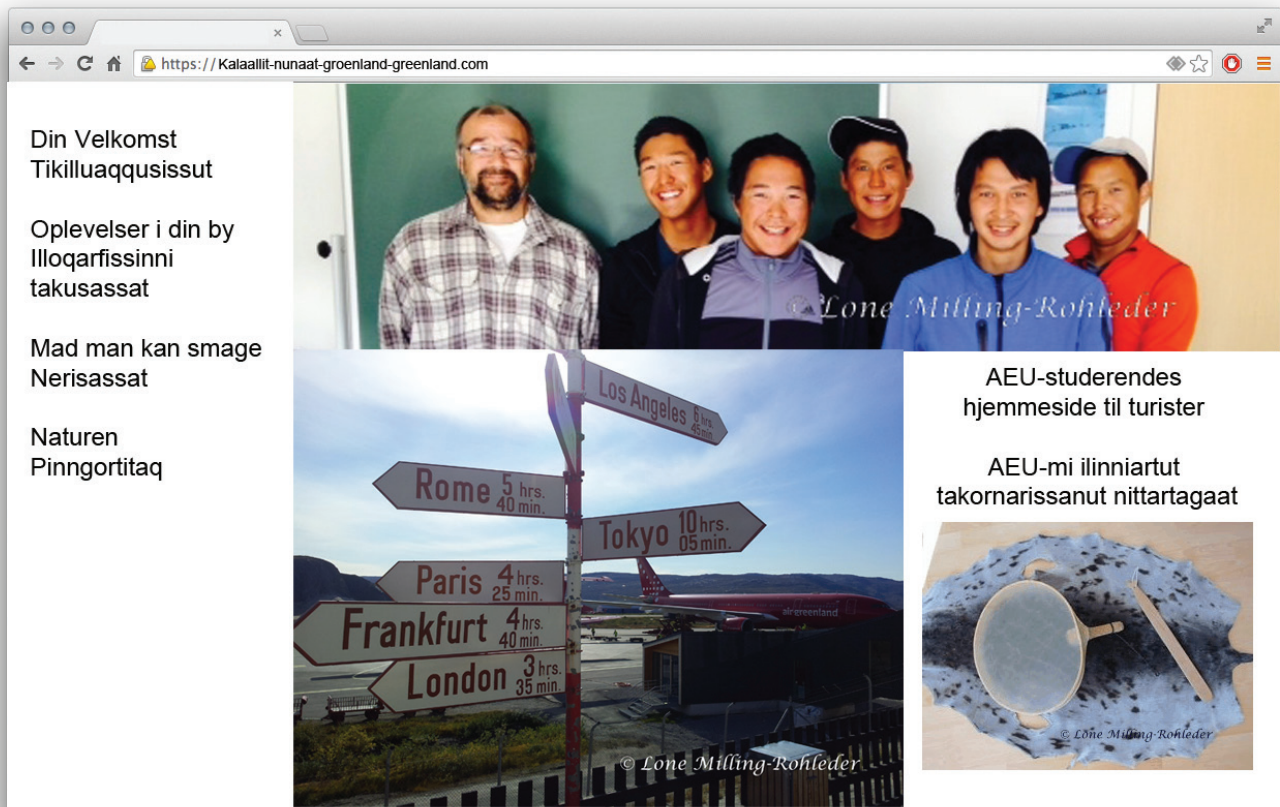 https://Kalaallit-nunaat-groenland-greenland.com
Din Velkomst
Tikilluaqqusissut
Oplevelser i din by
Illoqarfissinni
takusassat
Mad man kan smage
Nerisassat
Naturen
Pinngortitaq
© Lone Milling-Rohleder
Los Angeles 6 hrs.
45 min.
Rome 5 hrs.
40 min.
Tokyo 10 hrs.
05 min.
Paris 4 hrs.
25 min.
Frankfurt 4 hrs.
40 min.
London 3 hrs.
35 min.
air greenland
© Lone Milling-Rohleder
AEU-studerendes
hjemmeside til turister
AEU-mi ilinniartut
takornarissanut nittartagaat
© Lone Milling-Rohleder